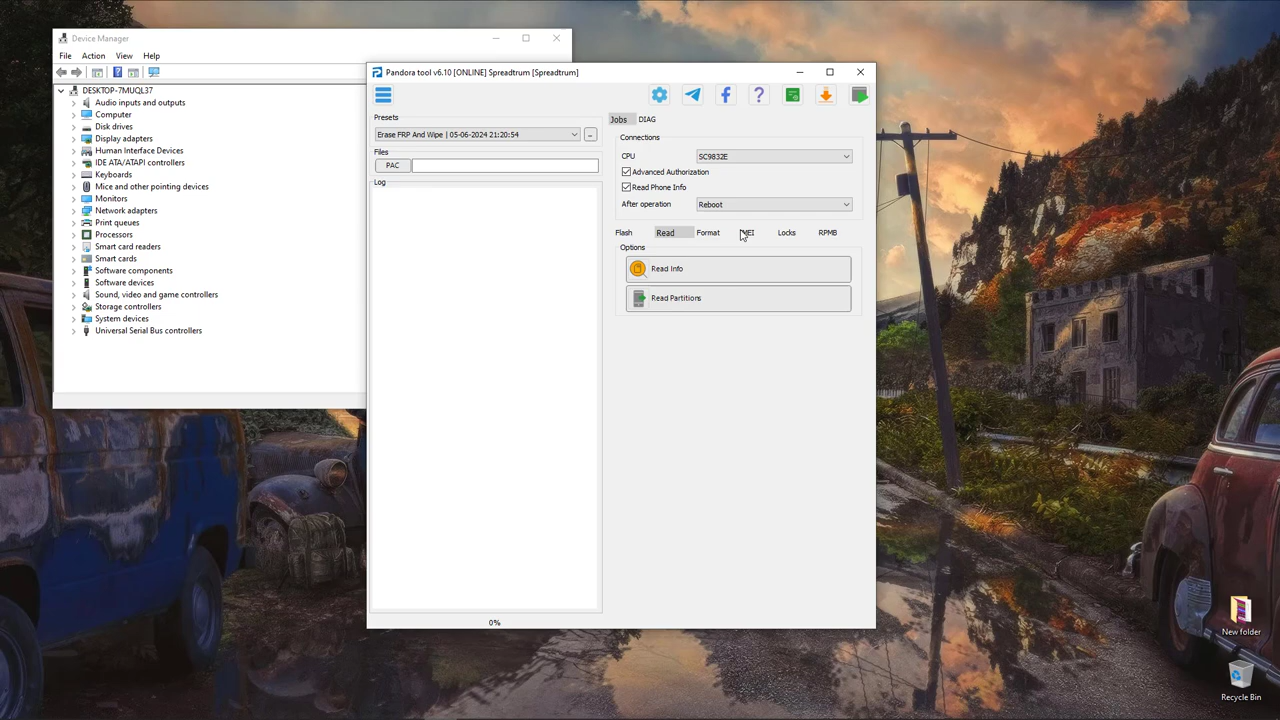 Device Manager
File Action View Help
DESKTOP-7MUQL37
Audio inputs and outputs
Computer
Disk drives
Display adapters
Human Interface Devices
IDE ATA/ATAPI controllers
Keyboards
Mice and other pointing devices
Monitors
Network adapters
Print queues
Processors
Smart card readers
Smart cards
Software components
Software devices
Sound, video and game controllers
Storage controllers
System devices
Universal Serial Bus controllers
Pandora tool v6.10 [ONLINE] Spreadtrum [Spreadtrum]
Presets
Erase FRP And Wipe | 05-06-2024 21:20:54
...
Files
PAC
Log
0%
Jobs DIAG
Connections
CPU SC9832E
Advanced Authorization
Read Phone Info
After operation Reboot
Flash Read Format IMEI Locks RPMB
Options
Read Info
Read Partitions
New folder
Recycle Bin